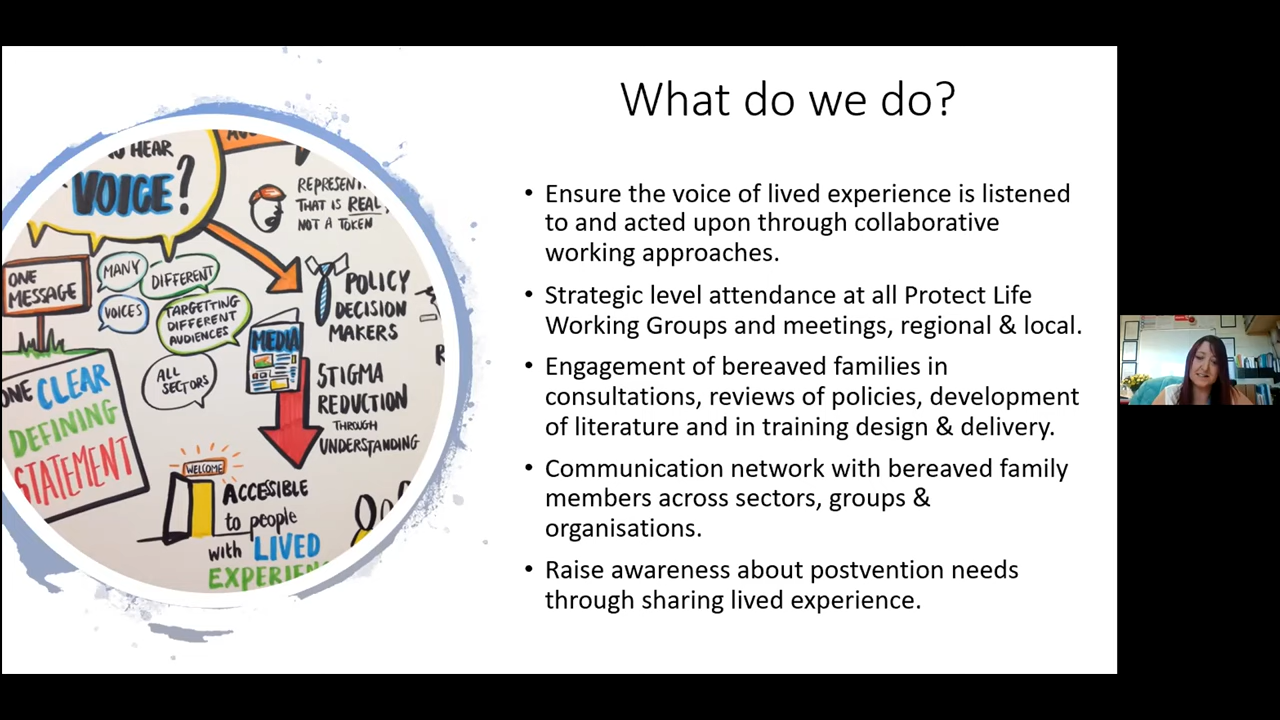 What do we do?
• Ensure the voice of lived experience is listened
to and acted upon through collaborative
working approaches.
• Strategic level attendance at all Protect Life
Working Groups and meetings, regional & local.
• Engagement of bereaved families in
consultations, reviews of policies, development
of literature and in training design & delivery.
• Communication network with bereaved family
members across sectors, groups &
organisations.
• Raise awareness about postvention needs
through sharing lived experience.
HEAR
VOICE?
THAT IS REAL
NOT A TOKEN
ONE
MESSAGE
MANY
DIFFERENT
VOICES
TARGETTING
DIFFERENT
AUDIENCES
ALL
SECTORS
POLICY
DECISION
MAKERS
MEDIA
STIGMA
REDUCTION
THROUGH
UNDERSTANDING
ONE CLEAR
DEFINING
STATEMENT
WELCOME
ACCESSIBLE
to people
with LIVED